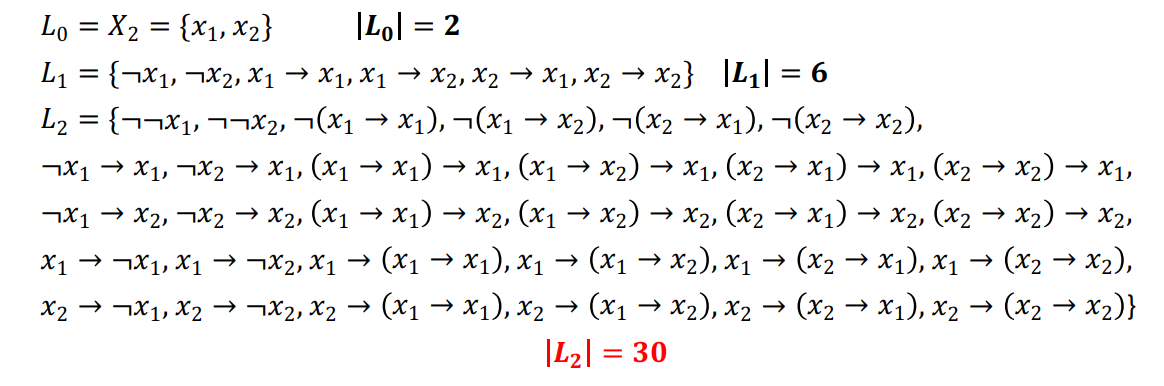 L₀ = X₂ = {x₁, x₂} |L₀| = 2
L₁ = {¬x₁, ¬x₂, x₁ → x₁, x₁ → x₂, x₂ → x₁, x₂ → x₂} |L₁| = 6
L₂ = {¬¬x₁, ¬¬x₂, ¬(x₁ → x₁), ¬(x₁ → x₂), ¬(x₂ → x₁), ¬(x₂ → x₂),
¬x₁ → x₁, ¬x₂ → x₁, (x₁ → x₁) → x₁, (x₁ → x₂) → x₁, (x₂ → x₁) → x₁, (x₂ → x₂) → x₁,
¬x₁ → x₂, ¬x₂ → x₂, (x₁ → x₁) → x₂, (x₁ → x₂) → x₂, (x₂ → x₁) → x₂, (x₂ → x₂) → x₂,
x₁ → ¬x₁, x₁ → ¬x₂, x₁ → (x₁ → x₁), x₁ → (x₁ → x₂), x₁ → (x₂ → x₁), x₁ → (x₂ → x₂),
x₂ → ¬x₁, x₂ → ¬x₂, x₂ → (x₁ → x₁), x₂ → (x₁ → x₂), x₂ → (x₂ → x₁), x₂ → (x₂ → x₂)}
|L₂| = 30